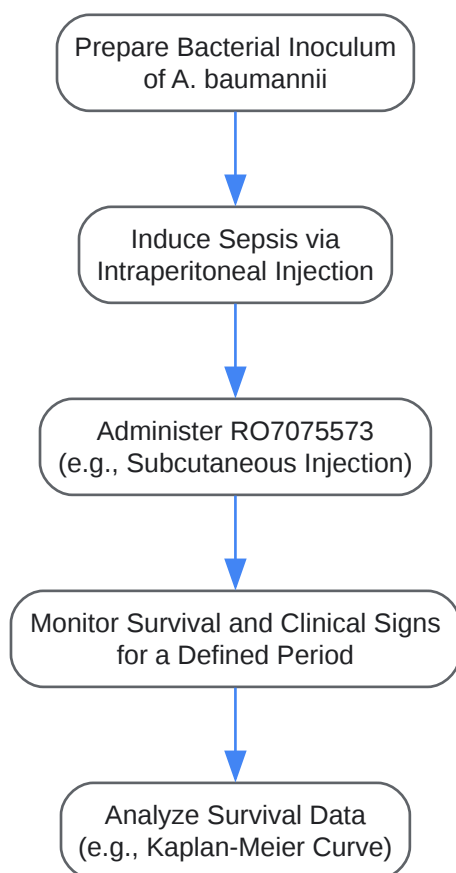 Prepare Bacterial Inoculum
of A. baumannii
Induce Sepsis via
Intraperitoneal Injection
Administer RO7075573
(e.g., Subcutaneous Injection)
Monitor Survival and Clinical Signs
for a Defined Period
Analyze Survival Data
(e.g., Kaplan-Meier Curve)